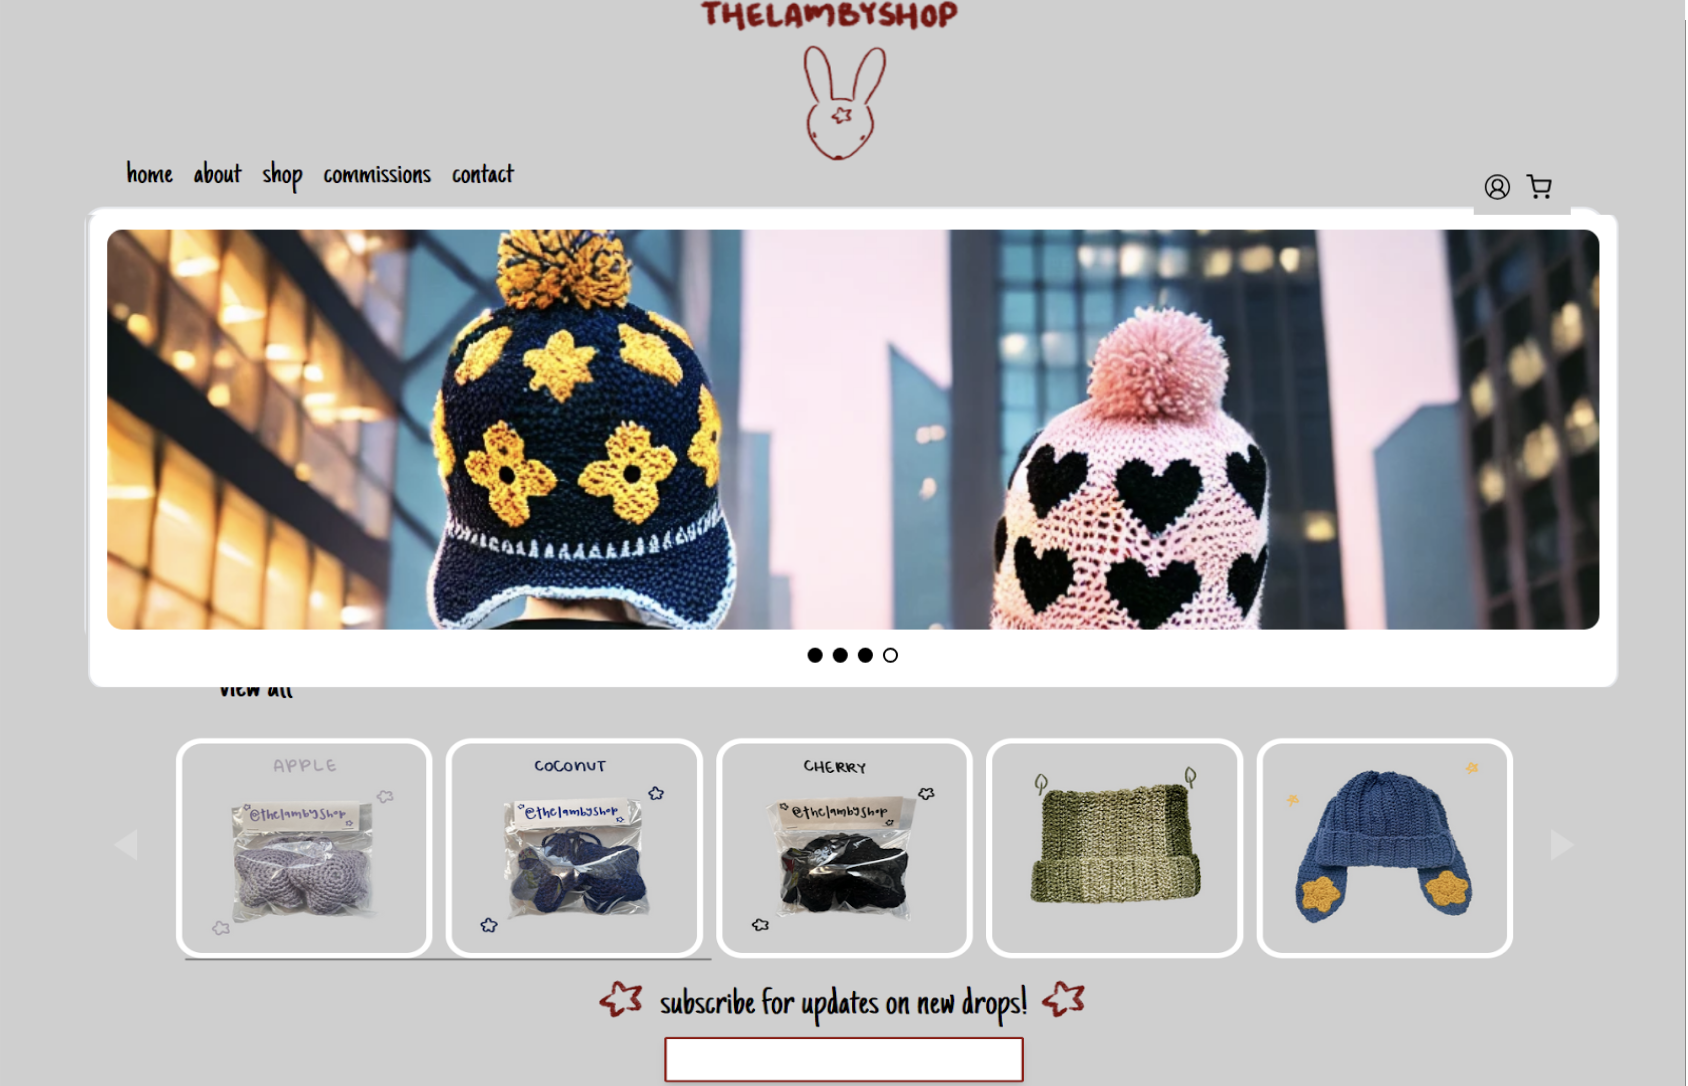 THELAMBYSHOP
home about shop commissions contact
view all
APPLE
@thelambyshop
COCONUT
@thelambyshop
CHERRY
@thelambyshop
subscribe for updates on new drops!